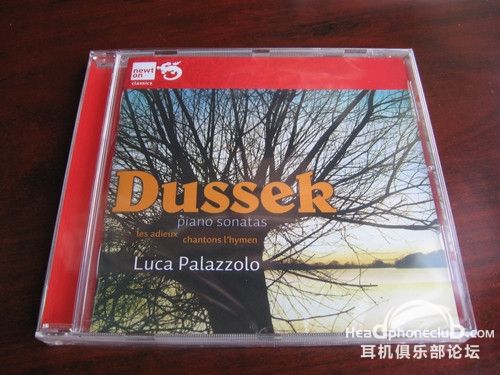 newt
on
classics
Dussek
piano sonatas
les adieux
chantons l'hymen
Luca Palazzolo
Headphoneclub.com
耳机俱乐部论坛